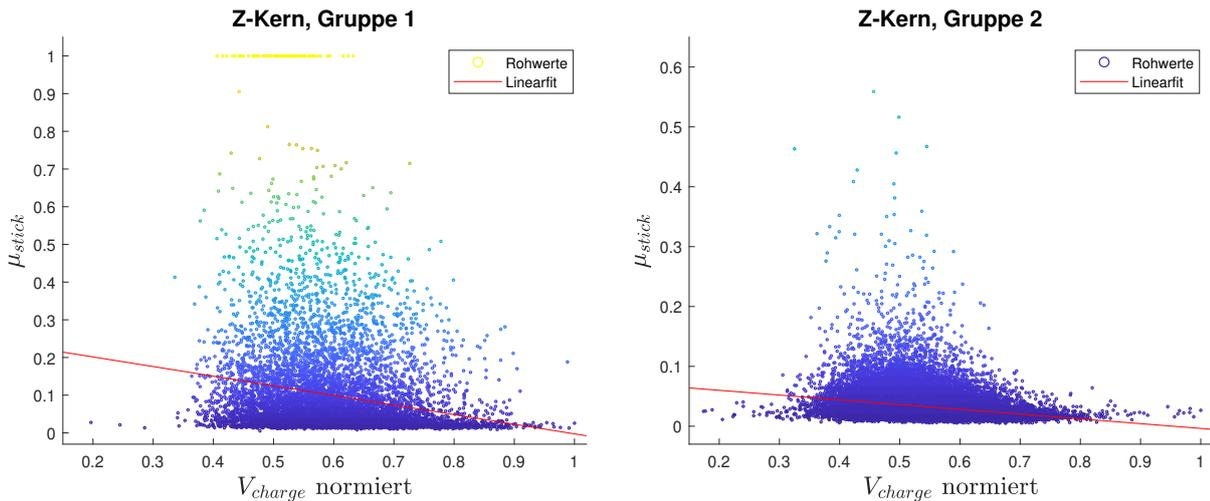 Z-Kern, Gruppe 1
1
0.9
0.8
0.7
0.6
0.5
0.4
0.3
0.2
0.1
0
μstick
Rohwerte
Linearfit
0.2 0.3 0.4 0.5 0.6 0.7 0.8 0.9 1
Vcharge normiert
Z-Kern, Gruppe 2
0.6
0.5
0.4
0.3
0.2
0.1
0
μstick
Rohwerte
Linearfit
0.2 0.3 0.4 0.5 0.6 0.7 0.8 0.9 1
Vcharge normiert